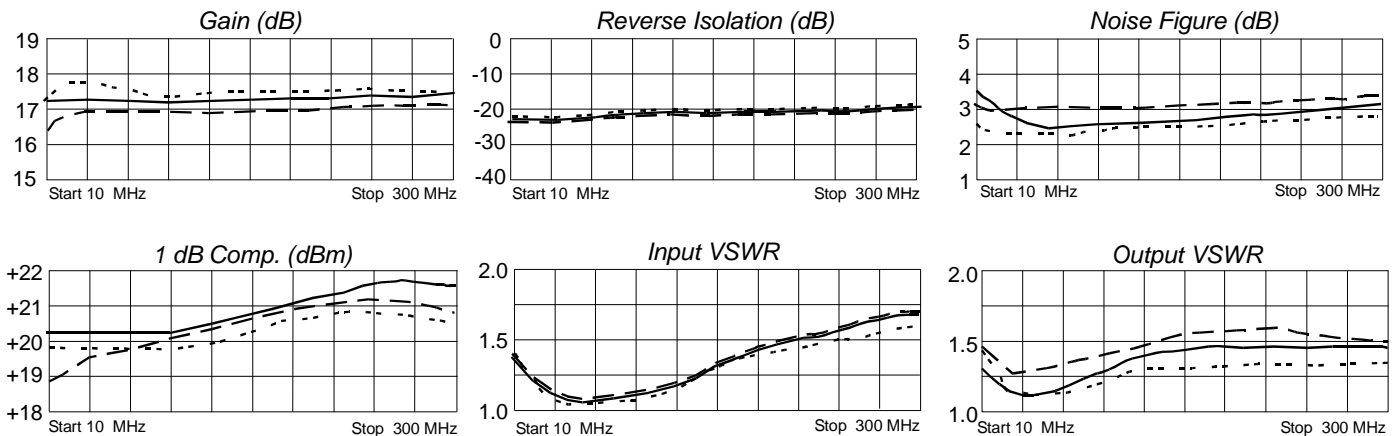 Gain (dB)
19
18
17
16
15
Start 10 MHz
Stop 300 MHz
Reverse Isolation (dB)
0
-10
-20
-30
-40
Start 10 MHz
Stop 300 MHz
Noise Figure (dB)
5
4
3
2
1
Start 10 MHz
Stop 300 MHz
1 dB Comp. (dBm)
+22
+21
+20
+19
+18
Start 10 MHz
Stop 300 MHz
Input VSWR
2.0
1.5
1.0
Start 10 MHz
Stop 300 MHz
Output VSWR
2.0
1.5
1.0
Start 10 MHz
Stop 300 MHz